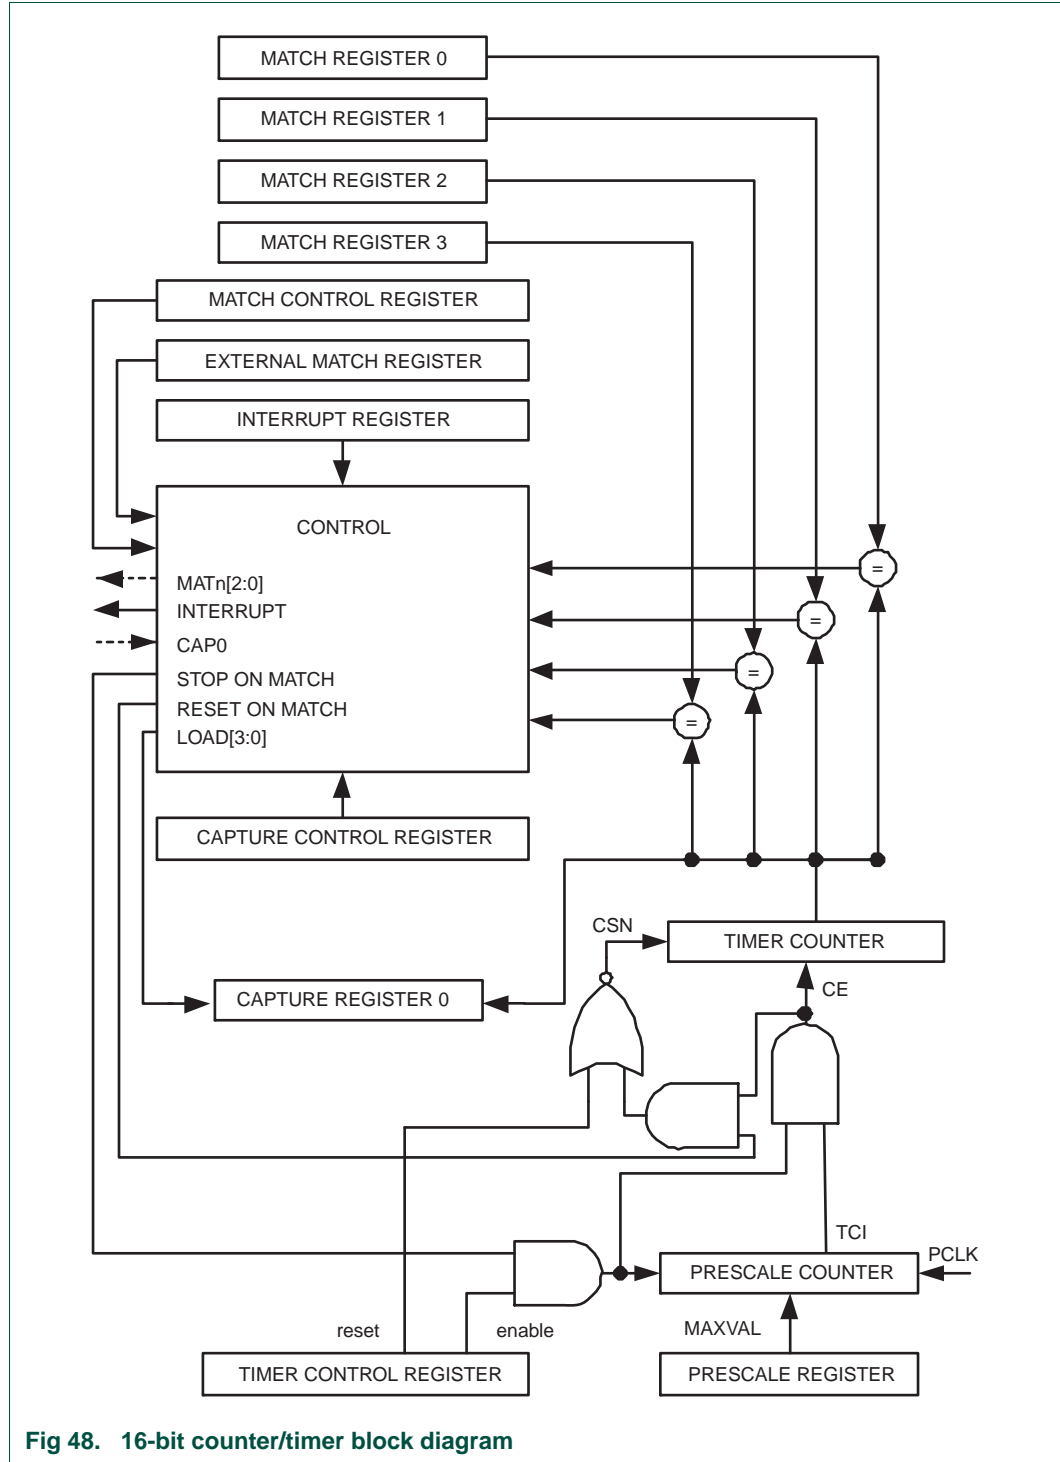 MATCH REGISTER 0
MATCH REGISTER 1
MATCH REGISTER 2
MATCH REGISTER 3
MATCH CONTROL REGISTER
EXTERNAL MATCH REGISTER
INTERRUPT REGISTER
CONTROL
=
=
=
=
MATn[2:0]
INTERRUPT
CAP0
STOP ON MATCH
RESET ON MATCH
LOAD[3:0]
CAPTURE CONTROL REGISTER
CSN
TIMER COUNTER
CE
CAPTURE REGISTER 0
TCI
PCLK
PRESCALE COUNTER
reset
enable
MAXVAL
TIMER CONTROL REGISTER
PRESCALE REGISTER
Fig 48. 16-bit counter/timer block diagram